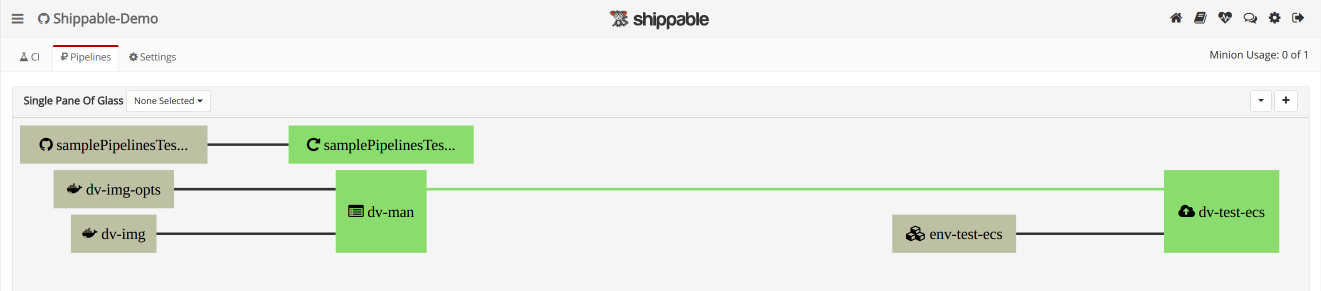 Shippable-Demo
shippable
CI
Pipelines
Settings
Minion Usage: 0 of 1
Single Pane Of Glass
None Selected
samplePipelinesTes...
samplePipelinesTes...
dv-img-opts
dv-man
dv-test-ecs
dv-img
env-test-ecs